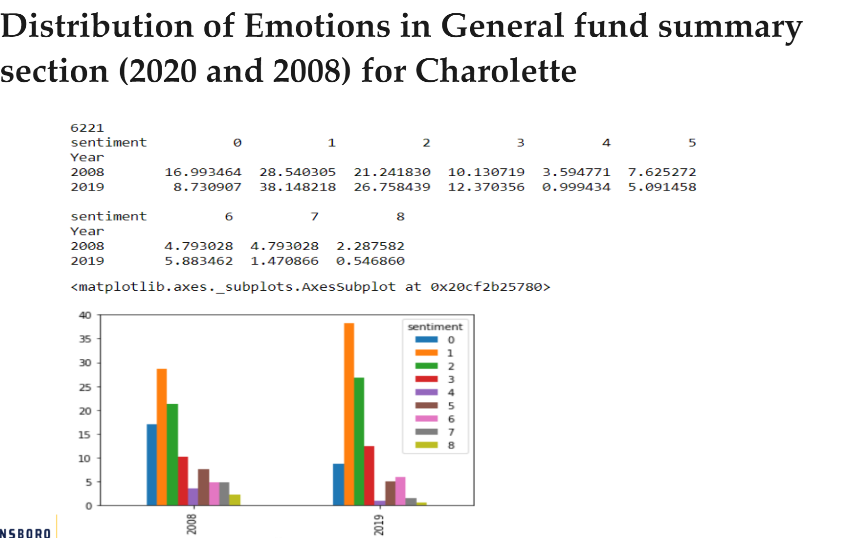 Distribution of Emotions in General fund summary
section (2020 and 2008) for Charolette
6221
sentiment 0 1 2 3 4 5
Year
2008 16.993464 28.540305 21.241830 10.130719 3.594771 7.625272
2019 8.730907 38.148218 26.758439 12.370356 0.999434 5.091458
sentiment 6 7 8
Year
2008 4.793028 4.793028 2.287582
2019 5.883462 1.470866 0.546860
<matplotlib.axes._subplots.AxesSubplot at 0x20cf2b25780>
40
35
30
25
20
15
10
5
0
sentiment
0
1
2
3
4
5
6
7
8
2008
2019
NSBORO